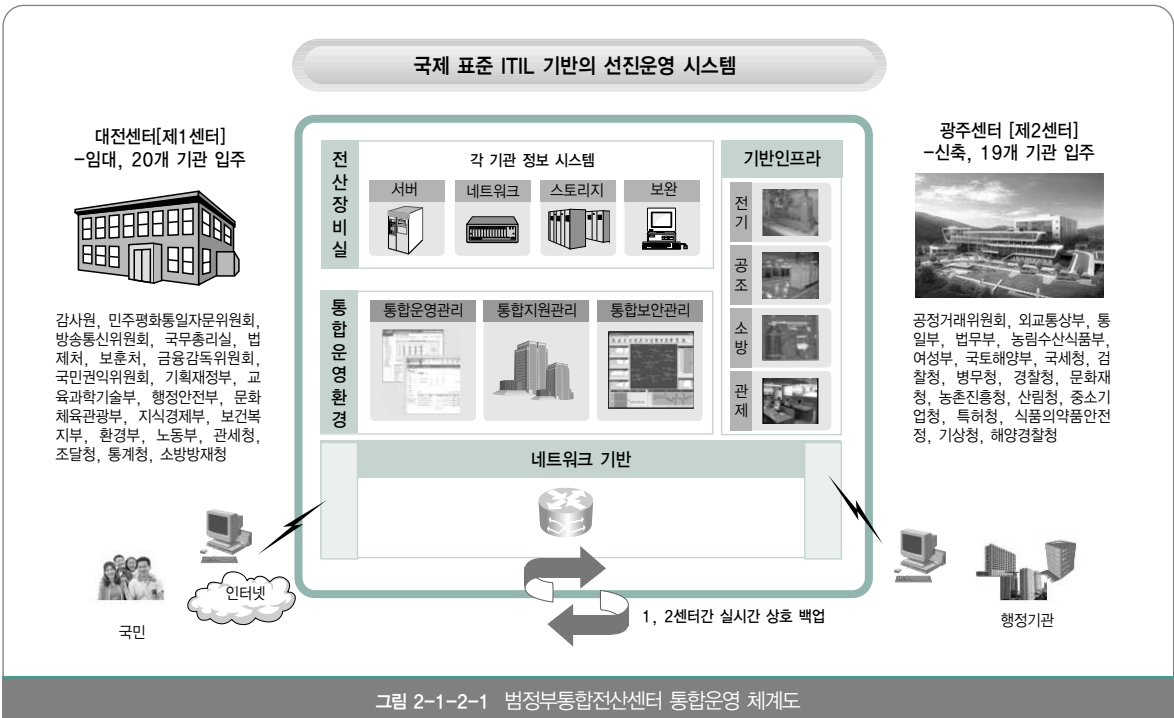 국제 표준 ITIL 기반의 선진운영 시스템
대전센터[제1센터]
-임대, 20개 기관 입주
감사원, 민주평화통일자문위원회,
방송통신위원회, 국무총리실, 법
제처, 보훈처, 금융감독위원회,
국민권익위원회, 기획재정부, 교
육과학기술부, 행정안전부, 문화
체육관광부, 지식경제부, 보건복
지부, 환경부, 노동부, 관세청,
조달청, 통계청, 소방방재청
전산장비실
각 기관 정보 시스템
서버
네트워크
스토리지
보완
통합운영환경
통합운영관리
통합지원관리
통합보안관리
기반인프라
전기
공조
소방
관제
네트워크 기반
광주센터 [제2센터]
-신축, 19개 기관 입주
공정거래위원회, 외교통상부, 통
일부, 법무부, 농림수산식품부,
여성부, 국토해양부, 국세청, 검
찰청, 병무청, 경찰청, 문화재
청, 농촌진흥청, 산림청, 중소기
업청, 특허청, 식품의약품안전
정, 기상청, 해양경찰청
국민
인터넷
1, 2센터간 실시간 상호 백업
행정기관
그림 2-1-2-1 범정부통합전산센터 통합운영 체계도